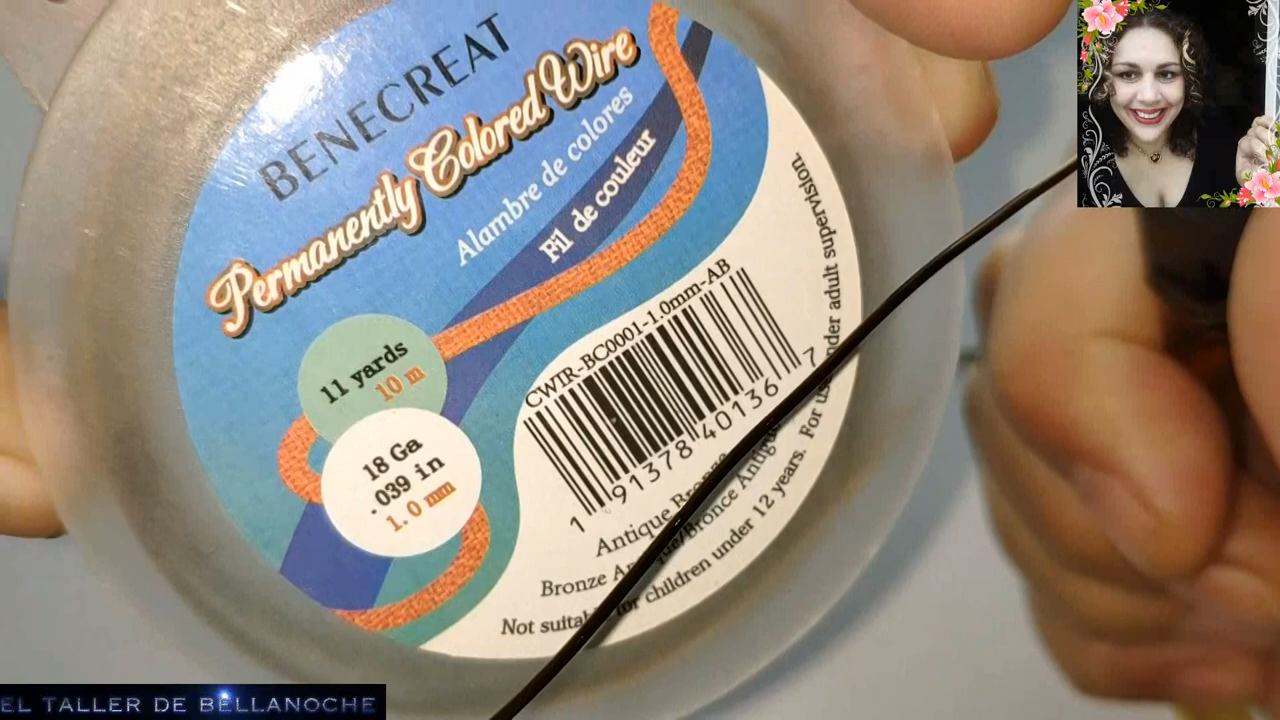 BENECREAT
Permanently Colored Wire
Alambre de colores
Fil de couleur
11 yards
10 m
18 Ga
.039 in
1.0 mm
CWIR-BC0001-1.0mm-AB
1 91378 40136 7
Antique Bronze
Bronze Bronce
Not suitable for children under 12 years. For under adult supervision.
EL TALLER DE BELLANOCHE